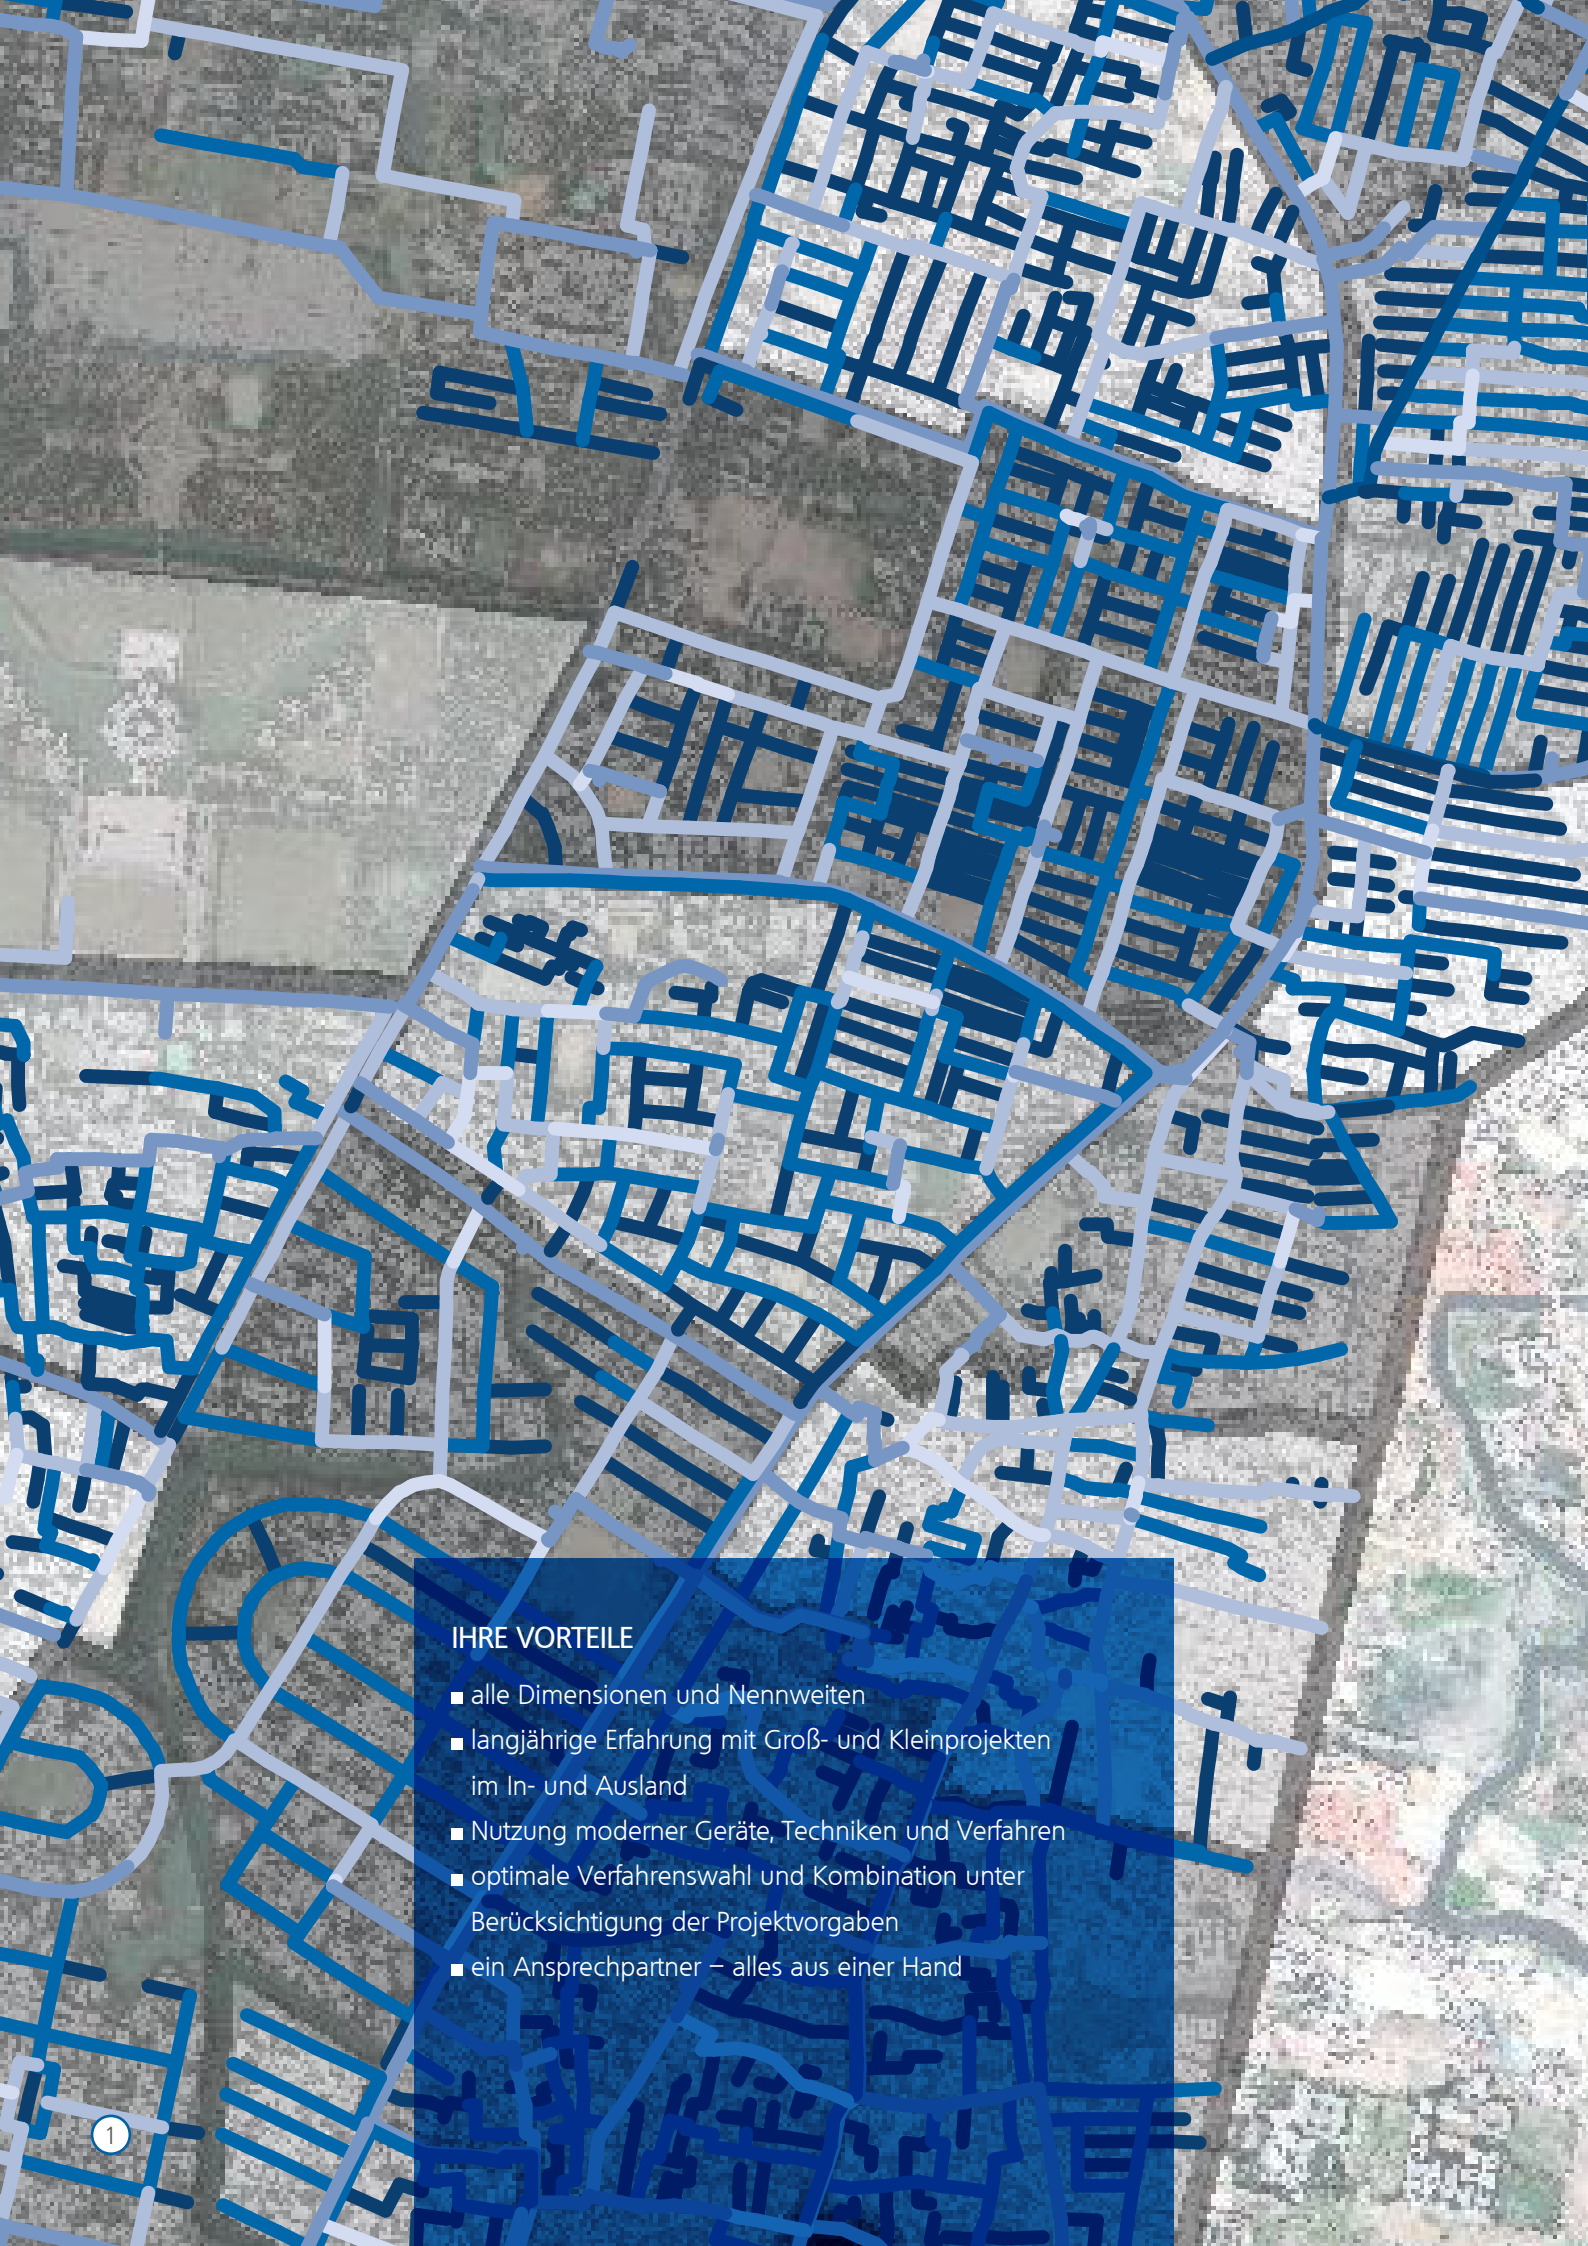 IHRE VORTEILE
■ alle Dimensionen und Nennweiten
■ langjährige Erfahrung mit Groß- und Kleinprojekten
im In- und Ausland
■ Nutzung moderner Geräte, Techniken und Verfahren
■ optimale Verfahrenswahl und Kombination unter
Berücksichtigung der Projektvorgaben
■ ein Ansprechpartner – alles aus einer Hand
1